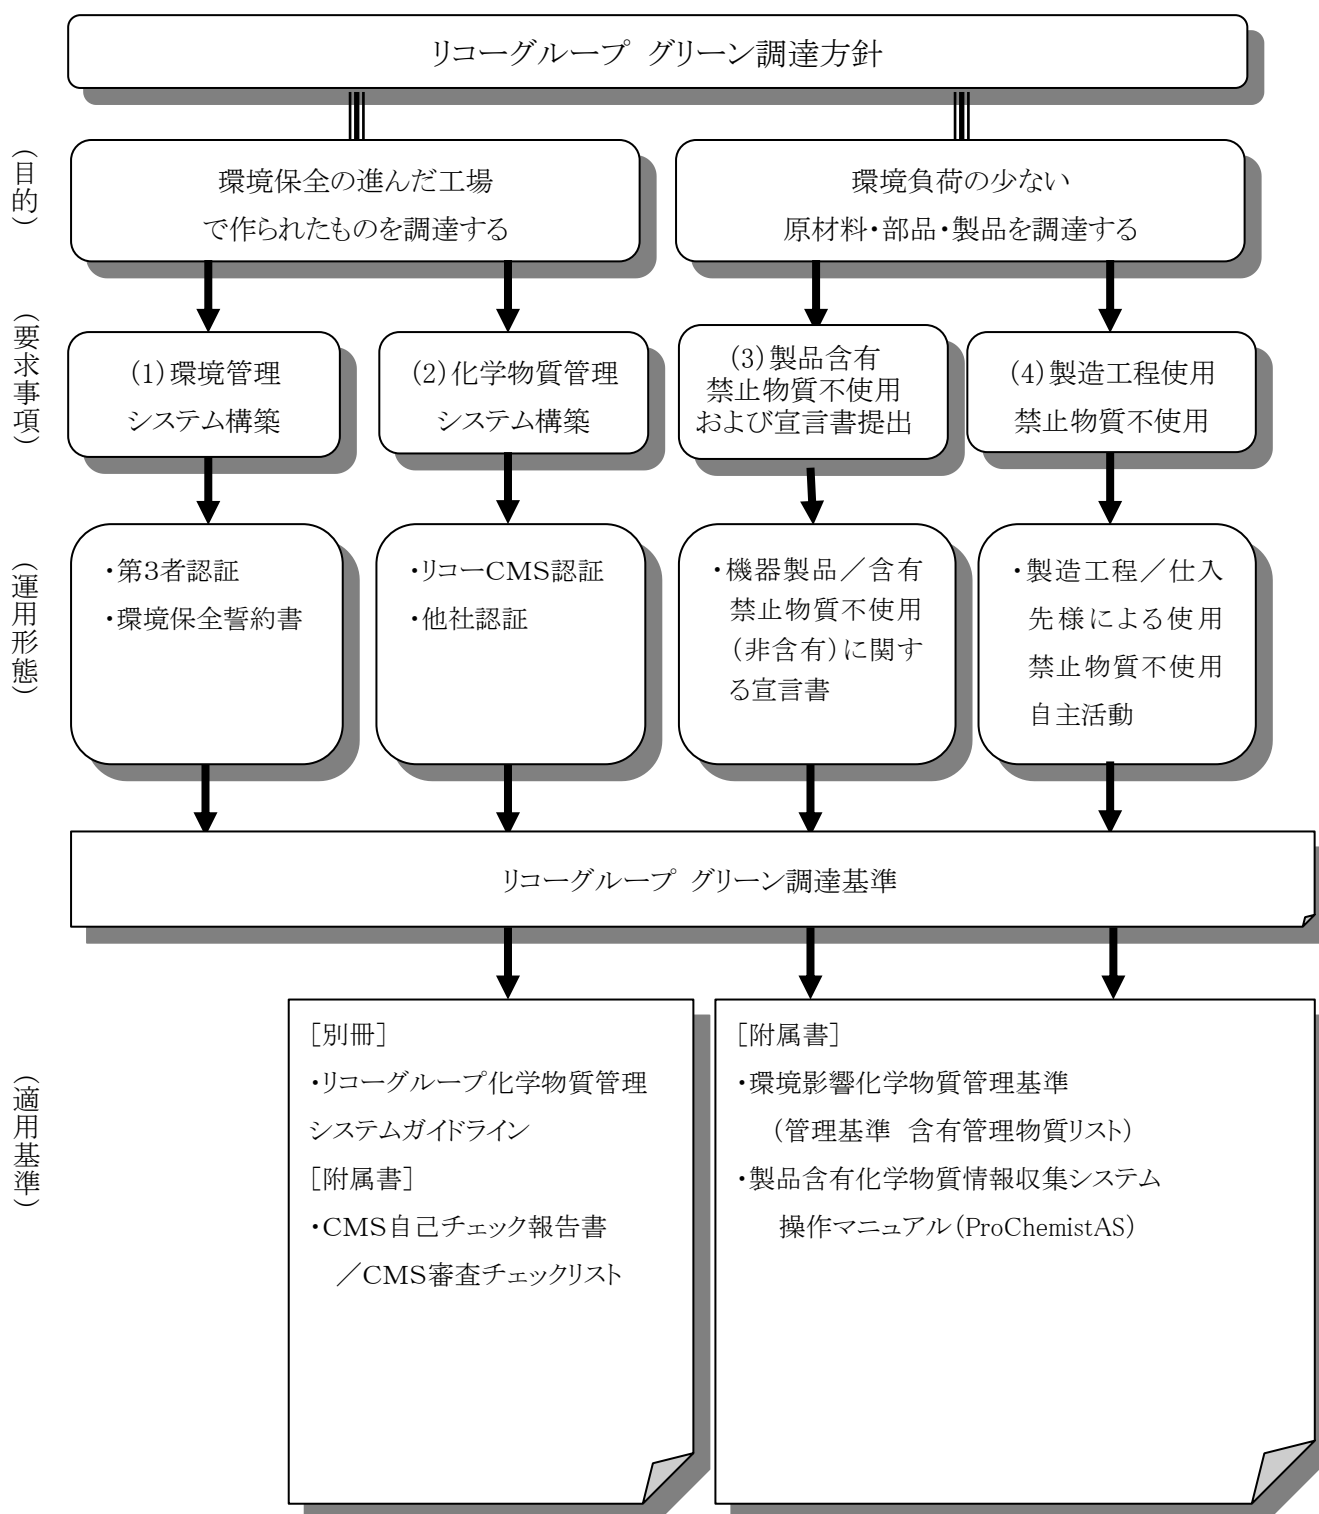 リコーグループ グリーン調達方針
(目的)
環境保全の進んだ工場
で作られたものを調達する
環境負荷の少ない
原材料・部品・製品を調達する
(要求事項)
(1)環境管理
システム構築
(2)化学物質管理
システム構築
(3)製品含有
禁止物質不使用
および宣言書提出
(4)製造工程使用
禁止物質不使用
(運用形態)
・第3者認証
・環境保全誓約書
・リコーCMS認証
・他社認証
・機器製品/含有
禁止物質不使用
(非含有)に関す
る宣言書
・製造工程/仕入
先様による使用
禁止物質不使用
自主活動
リコーグループ グリーン調達基準
(適用基準)
[別冊]
・リコーグループ化学物質管理
システムガイドライン
[附属書]
・CMS自己チェック報告書
/CMS審査チェックリスト
[附属書]
・環境影響化学物質管理基準
(管理基準 含有管理物質リスト)
・製品含有化学物質情報収集システム
操作マニュアル(ProChemistAS)